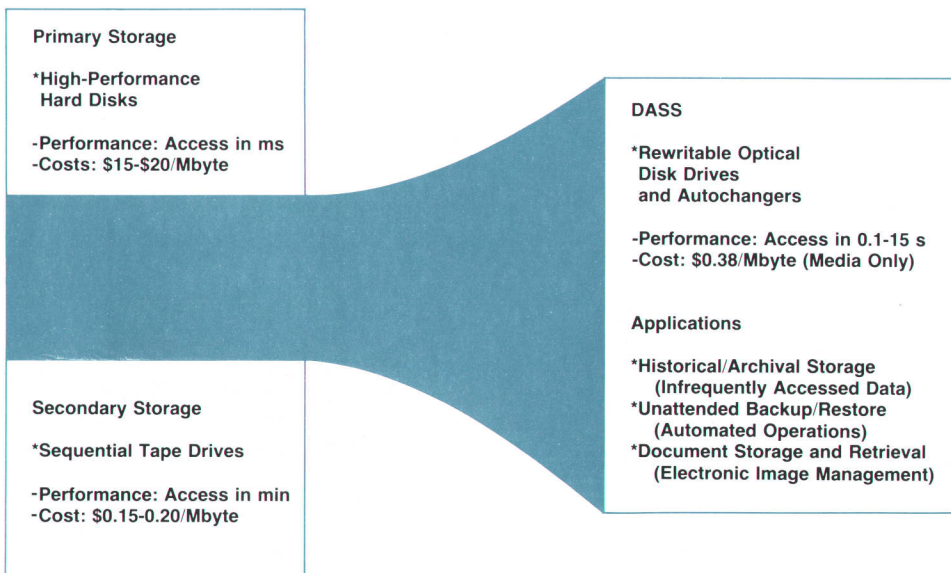 Primary Storage
*High-Performance
Hard Disks
-Performance: Access in ms
-Costs: $15-$20/Mbyte
Secondary Storage
*Sequential Tape Drives
-Performance: Access in min
-Cost: $0.15-0.20/Mbyte
DASS
*Rewritable Optical
Disk Drives
and Autochangers
-Performance: Access in 0.1-15 s
-Cost: $0.38/Mbyte (Media Only)
Applications
*Historical/Archival Storage
(Infrequently Accessed Data)
*Unattended Backup/Restore
(Automated Operations)
*Document Storage and Retrieval
(Electronic Image Management)